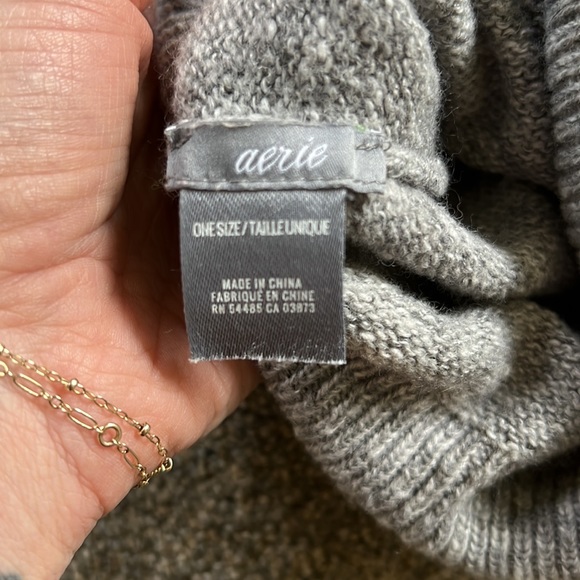 aerie
ONE SIZE/TAILLE UNIQUE
MADE IN CHINA
FABRIQUÉ EN CHINE
RN 54485 CA 03873